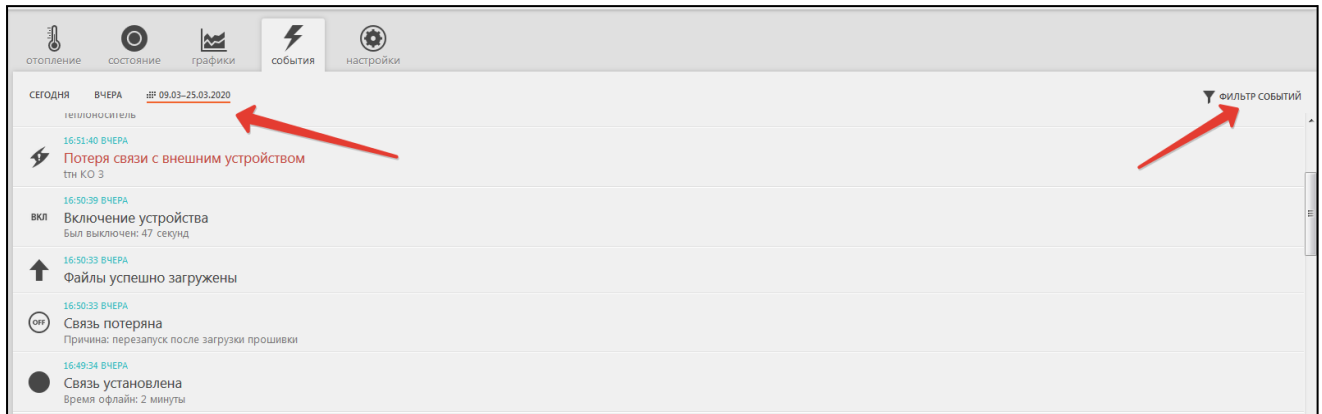 отопление состояние графики события настройки
СЕГОДНЯ ВЧЕРА 09.03–25.03.2020 ФИЛЬТР СОБЫТИЙ
теплоноситель
16:51:40 ВЧЕРА
Потеря связи с внешним устройством
tтн КО 3
16:50:39 ВЧЕРА
ВКЛ Включение устройства
Был выключен: 47 секунд
16:50:33 ВЧЕРА
Файлы успешно загружены
16:50:33 ВЧЕРА
OFF Связь потеряна
Причина: перезапуск после загрузки прошивки
16:49:34 ВЧЕРА
Связь установлена
Время офлайн: 2 минуты